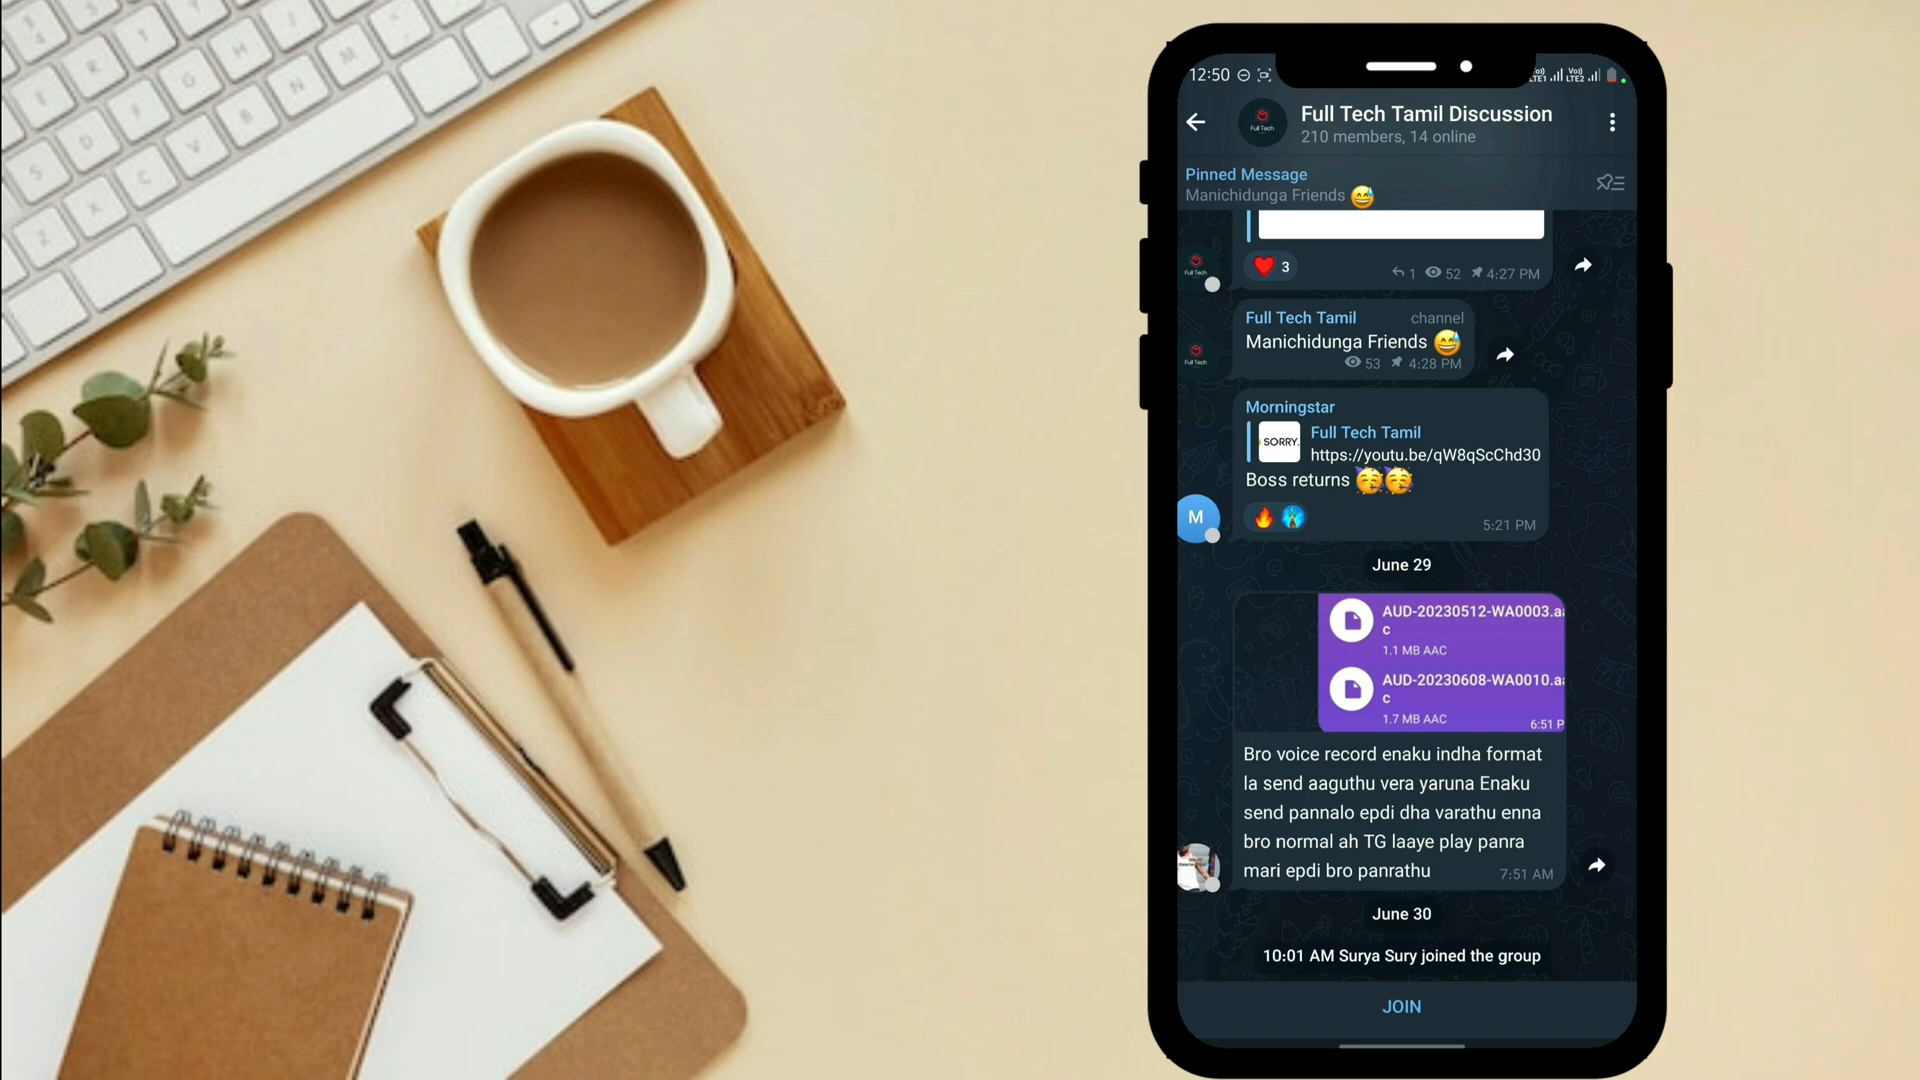 12:50
Full Tech Tamil Discussion
210 members, 14 online
Pinned Message
Manichidunga Friends 😅
❤️ 3
1 52 4:27 PM
Full Tech Tamil channel
Manichidunga Friends 😅
53 4:28 PM
Morningstar
SORRY.
Full Tech Tamil
https://youtu.be/qW8qScChd30
Boss returns 🥳🥳
M
5:21 PM
June 29
AUD-20230512-WA0003.aa
c
1.1 MB AAC
AUD-20230608-WA0010.aa
c
1.7 MB AAC
6:51 P
Bro voice record enaku indha format
la send aaguthu vera yaruna Enaku
send pannalo epdi dha varathu enna
bro normal ah TG laaye play panra
mari epdi bro panrathu
7:51 AM
June 30
10:01 AM Surya Sury joined the group
JOIN